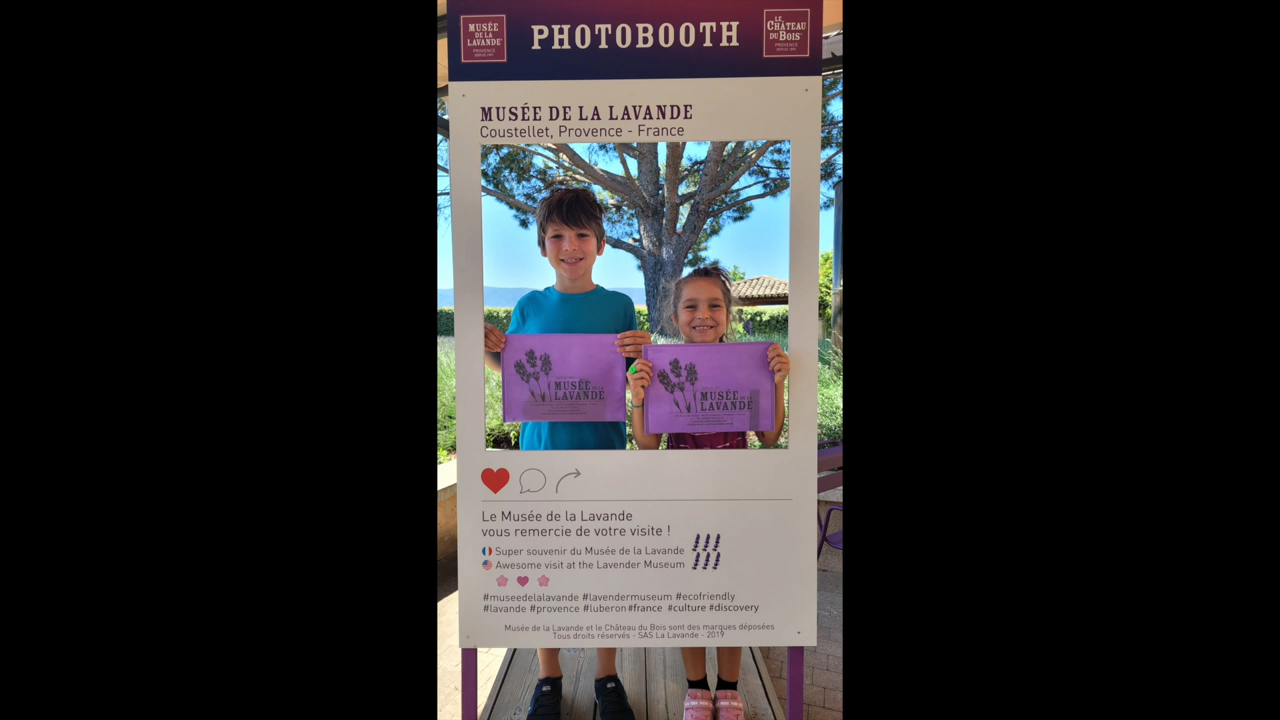 MUSÉE
DE LA
LAVANDE
PROVENCE
PHOTOBOOTH
LE
CHÂTEAU
DU BOIS
PROVENCE
MUSÉE DE LA LAVANDE
Coustellet, Provence - France
MUSÉE DE LA
LAVANDE
MUSÉE DE LA
LAVANDE
Le Musée de la Lavande
vous remercie de votre visite !
Super souvenir du Musée de la Lavande
Awesome visit at the Lavender Museum
#museedelalavande #lavendermuseum #ecofriendly
#lavande #provence #luberon #france #culture #discovery
Musée de la Lavande et le Château du Bois sont des marques déposées
Tous droits réservés - SAS La Lavande - 2019